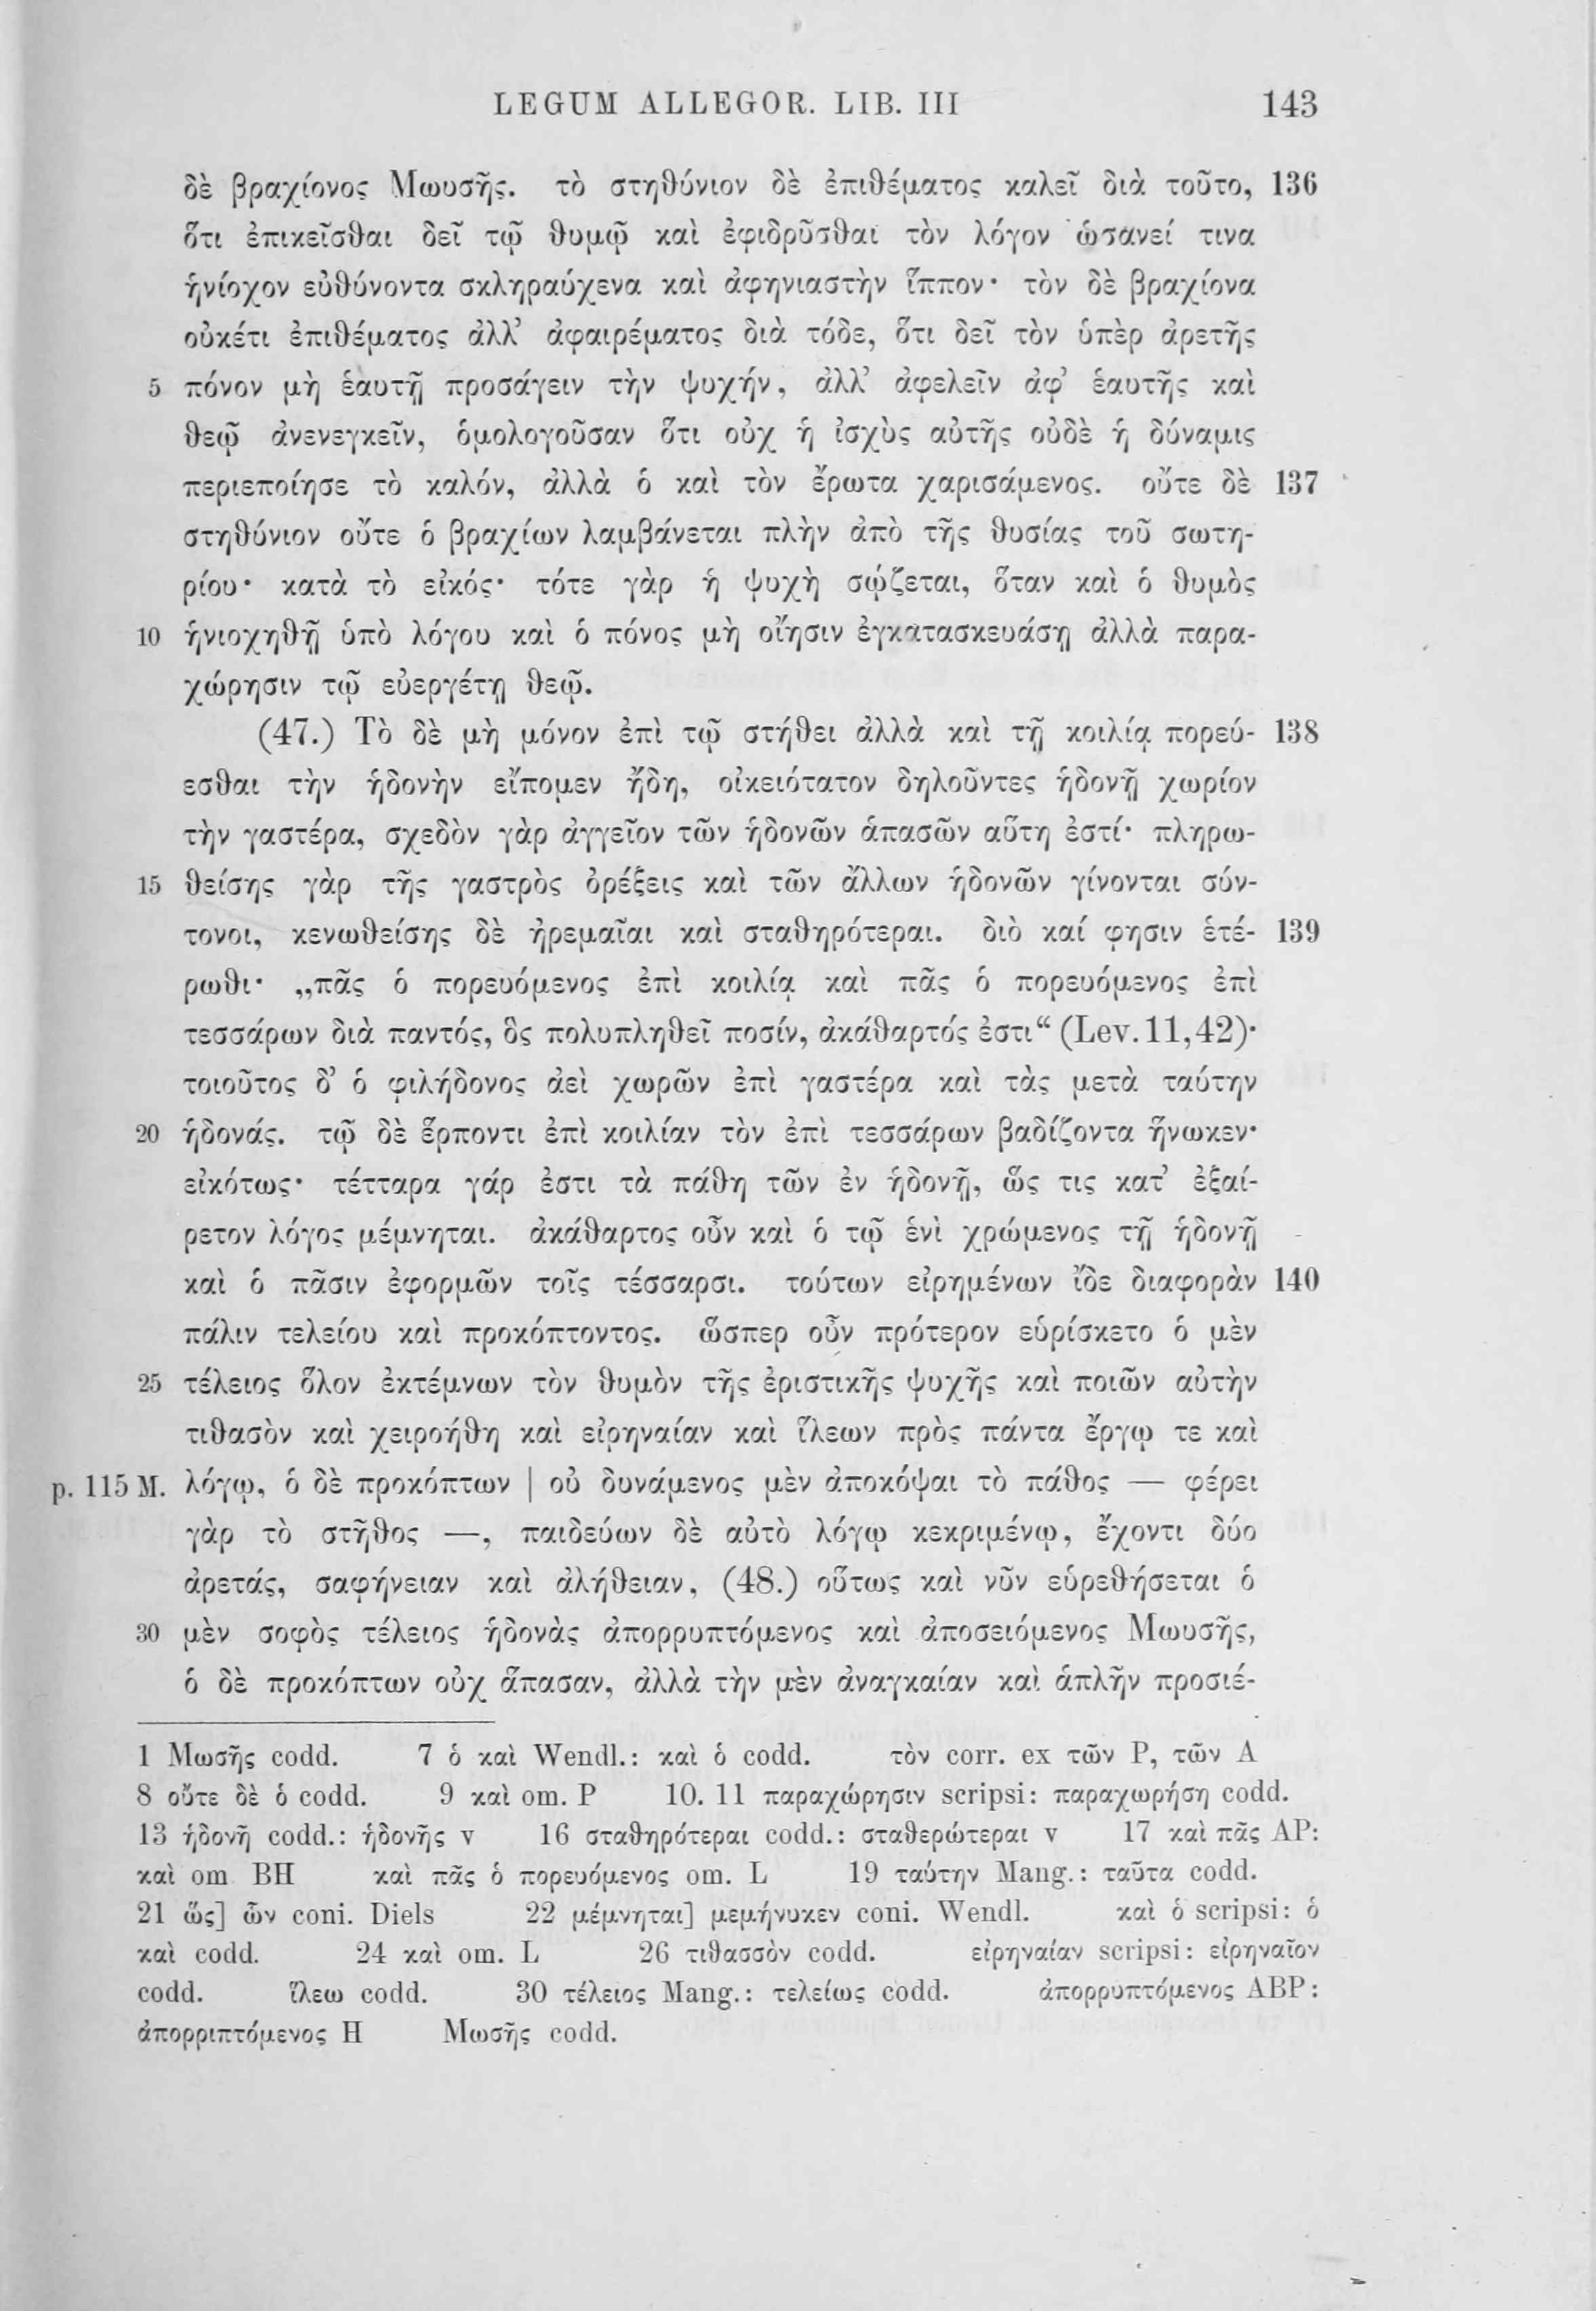 LEGUM ALLEGOR. LIB. III 143
δὲ βραχίονος Μωυσῆς. τὸ στηθύνιον δὲ ἐπιθέματος καλεῖ διὰ τοῦτο, 136
ὅτι ἐπικεῖσθαι δεῖ τῷ θυμῷ καὶ ἐφιδρῦσθαι τὸν λόγον ὡσανεί τινα
ἡνίοχον εὐθύνοντα σκληραύχενα καὶ ἀφηνιαστὴν ἵππον· τὸν δὲ βραχίονα
οὐκέτι ἐπιθέματος ἀλλ’ ἀφαιρέματος διὰ τόδε, ὅτι δεῖ τὸν ὑπὲρ ἀρετῆς
5 πόνον μὴ ἑαυτῇ προσάγειν τὴν ψυχήν, ἀλλ’ ἀφελεῖν ἀφ’ ἑαυτῆς καὶ
θεῷ ἀνενεγκεῖν, ὁμολογοῦσαν ὅτι οὐχ ἡ ἰσχὺς αὐτῆς οὐδὲ ἡ δύναμις
περιεποίησε τὸ καλόν, ἀλλὰ ὁ καὶ τὸν ἔρωτα χαρισάμενος. οὔτε δὲ 137
στηθύνιον οὔτε ὁ βραχίων λαμβάνεται πλὴν ἀπὸ τῆς θυσίας τοῦ σωτη-
ρίου· κατὰ τὸ εἰκός· τότε γὰρ ἡ ψυχὴ σῴζεται, ὅταν καὶ ὁ θυμὸς
10 ἡνιοχηθῇ ὑπὸ λόγου καὶ ὁ πόνος μὴ οἴησιν ἐγκατασκευάσῃ ἀλλὰ παρα-
χώρησιν τῷ εὐεργέτῃ θεῷ.
(47.) Τὸ δὲ μὴ μόνον ἐπὶ τῷ στήθει ἀλλὰ καὶ τῇ κοιλίᾳ πορεύ- 138
εσθαι τὴν ἡδονὴν εἴπομεν ἤδη, οἰκειότατον δηλοῦντες ἡδονῇ χωρίον
τὴν γαστέρα, σχεδὸν γὰρ ἀγγεῖον τῶν ἡδονῶν ἁπασῶν αὕτη ἐστί· πληρω-
15 θείσης γὰρ τῆς γαστρὸς ὀρέξεις καὶ τῶν ἄλλων ἡδονῶν γίνονται σύν-
τονοι, κενωθείσης δὲ ἠρεμαῖαι καὶ σταθηρότεραι. διὸ καί φησιν ἑτέ- 139
ρωθι· „πᾶς ὁ πορευόμενος ἐπὶ κοιλίᾳ καὶ πᾶς ὁ πορευόμενος ἐπὶ
τεσσάρων διὰ παντός, ὃς πολυπληθεῖ ποσίν, ἀκάθαρτός ἐστι“ (Lev. 11,42)·
τοιοῦτος δ’ ὁ φιλήδονος ἀεὶ χωρῶν ἐπὶ γαστέρα καὶ τὰς μετὰ ταύτην
20 ἡδονάς. τῷ δὲ ἕρποντι ἐπὶ κοιλίαν τὸν ἐπὶ τεσσάρων βαδίζοντα ἥνωκεν·
εἰκότως· τέτταρα γάρ ἐστι τὰ πάθη τῶν ἐν ἡδονῇ, ὥς τις κατ’ ἐξαί-
ρετον λόγος μέμνηται. ἀκάθαρτος οὖν καὶ ὁ τῷ ἑνὶ χρώμενος τῇ ἡδονῇ
καὶ ὁ πᾶσιν ἐφορμῶν τοῖς τέσσαρσι. τούτων εἰρημένων ἴδε διαφορὰν 140
πάλιν τελείου καὶ προκόπτοντος. ὥσπερ οὖν πρότερον εὑρίσκετο ὁ μὲν
25 τέλειος ὅλον ἐκτέμνων τὸν θυμὸν τῆς ἐριστικῆς ψυχῆς καὶ ποιῶν αὐτὴν
τιθασὸν καὶ χειροήθη καὶ εἰρηναίαν καὶ ἵλεων πρὸς πάντα ἔργῳ τε καὶ
p. 115 M. λόγῳ, ὁ δὲ προκόπτων | οὐ δυνάμενος μὲν ἀποκόψαι τὸ πάθος — φέρει
γὰρ τὸ στῆθος —, παιδεύων δὲ αὐτὸ λόγῳ κεκριμένῳ, ἔχοντι δύο
ἀρετάς, σαφήνειαν καὶ ἀλήθειαν, (48.) οὕτως καὶ νῦν εὑρεθήσεται ὁ
30 μὲν σοφὸς τέλειος ἡδονὰς ἀπορρυπτόμενος καὶ ἀποσειόμενος Μωυσῆς,
ὁ δὲ προκόπτων οὐχ ἅπασαν, ἀλλὰ τὴν μὲν ἀναγκαίαν καὶ ἁπλῆν προσιέ-
1 Μωσῆς codd. 7 ὁ καὶ Wendl.: καὶ ὁ codd. τὸν corr. ex τῶν P, τῶν A
8 οὔτε δὲ ὁ codd. 9 καὶ om. P 10. 11 παραχώρησιν scripsi: παραχωρήση codd.
13 ἡδονῇ codd.: ἡδονῆς v 16 σταθηρότεραι codd.: σταθερώτεραι v 17 καὶ πᾶς AP:
καὶ om BH καὶ πᾶς ὁ πορευόμενος om. L 19 ταύτην Mang.: ταῦτα codd.
21 ὥς] ὧν coni. Diels 22 μέμνηται] μεμήνυκεν coni. Wendl. καὶ ὁ scripsi: ὁ
καὶ codd. 24 καὶ om. L 26 τιθασσὸν codd. εἰρηναίαν scripsi: εἰρηναῖον
codd. ἵλεω codd. 30 τέλειος Mang.: τελείως codd. ἀπορρυπτόμενος ABP:
ἀπορριπτόμενος H Μωσῆς codd.